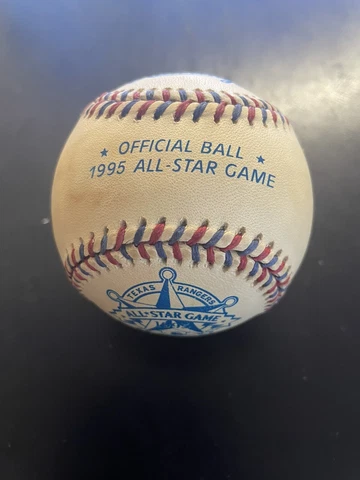 ★ OFFICIAL BALL ★
1995 ALL-STAR GAME
TEXAS RANGERS
ALL★STAR GAME